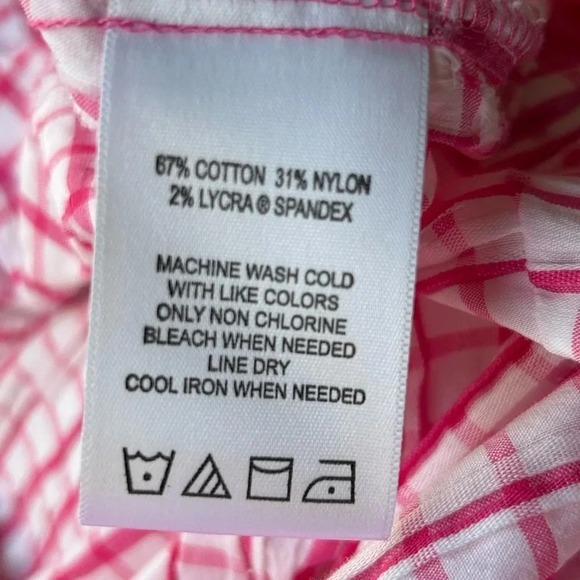 67% COTTON 31% NYLON
2% LYCRA® SPANDEX
MACHINE WASH COLD
WITH LIKE COLORS
ONLY NON CHLORINE
BLEACH WHEN NEEDED
LINE DRY
COOL IRON WHEN NEEDED